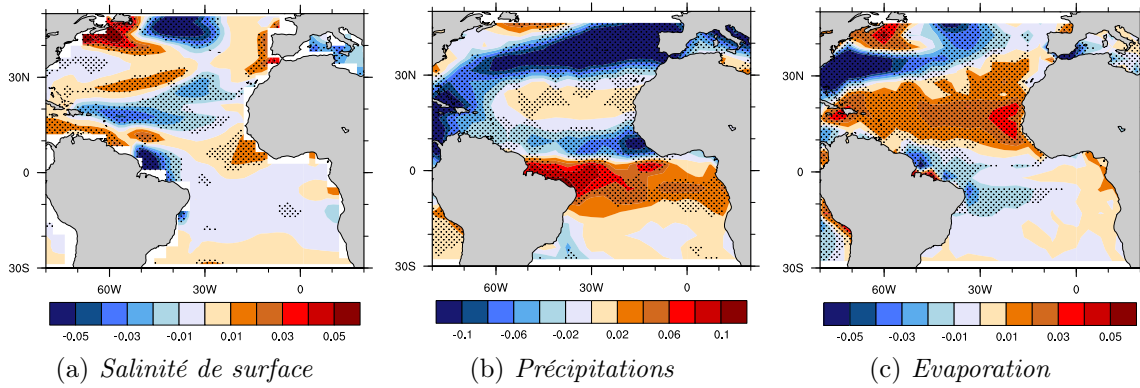 30N
0
30S
60W
30W
0
-0.05
-0.03
-0.01
0.01
0.03
0.05
(a) Salinité de surface
30N
0
30S
60W
30W
0
-0.1
-0.06
-0.02
0.02
0.06
0.1
(b) Précipitations
30N
0
30S
60W
30W
0
-0.05
-0.03
-0.01
0.01
0.03
0.05
(c) Evaporation